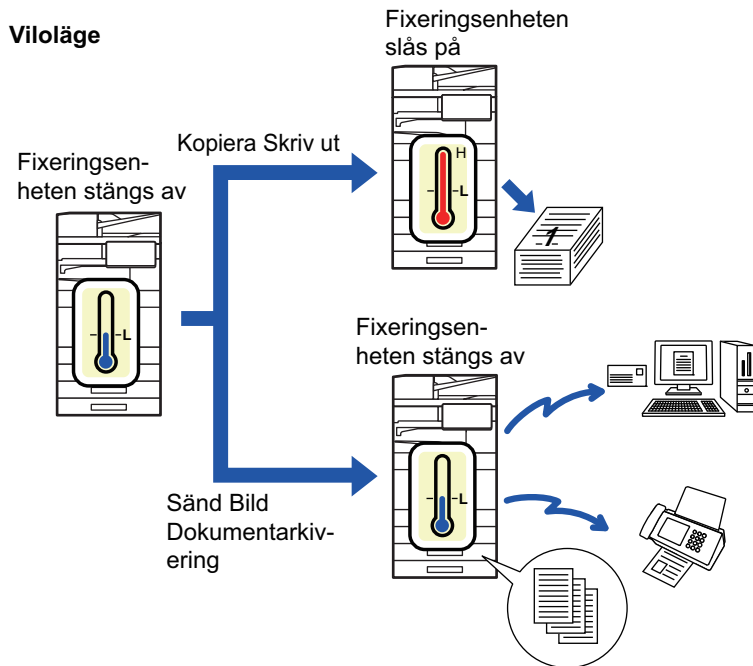 Viloläge
Fixeringsenheten
slås på
Kopiera Skriv ut
Fixeringsen-
heten stängs av
H
L
1
L
Fixeringsen-
heten stängs av
L
Sänd Bild
Dokumentarkiv-
ering